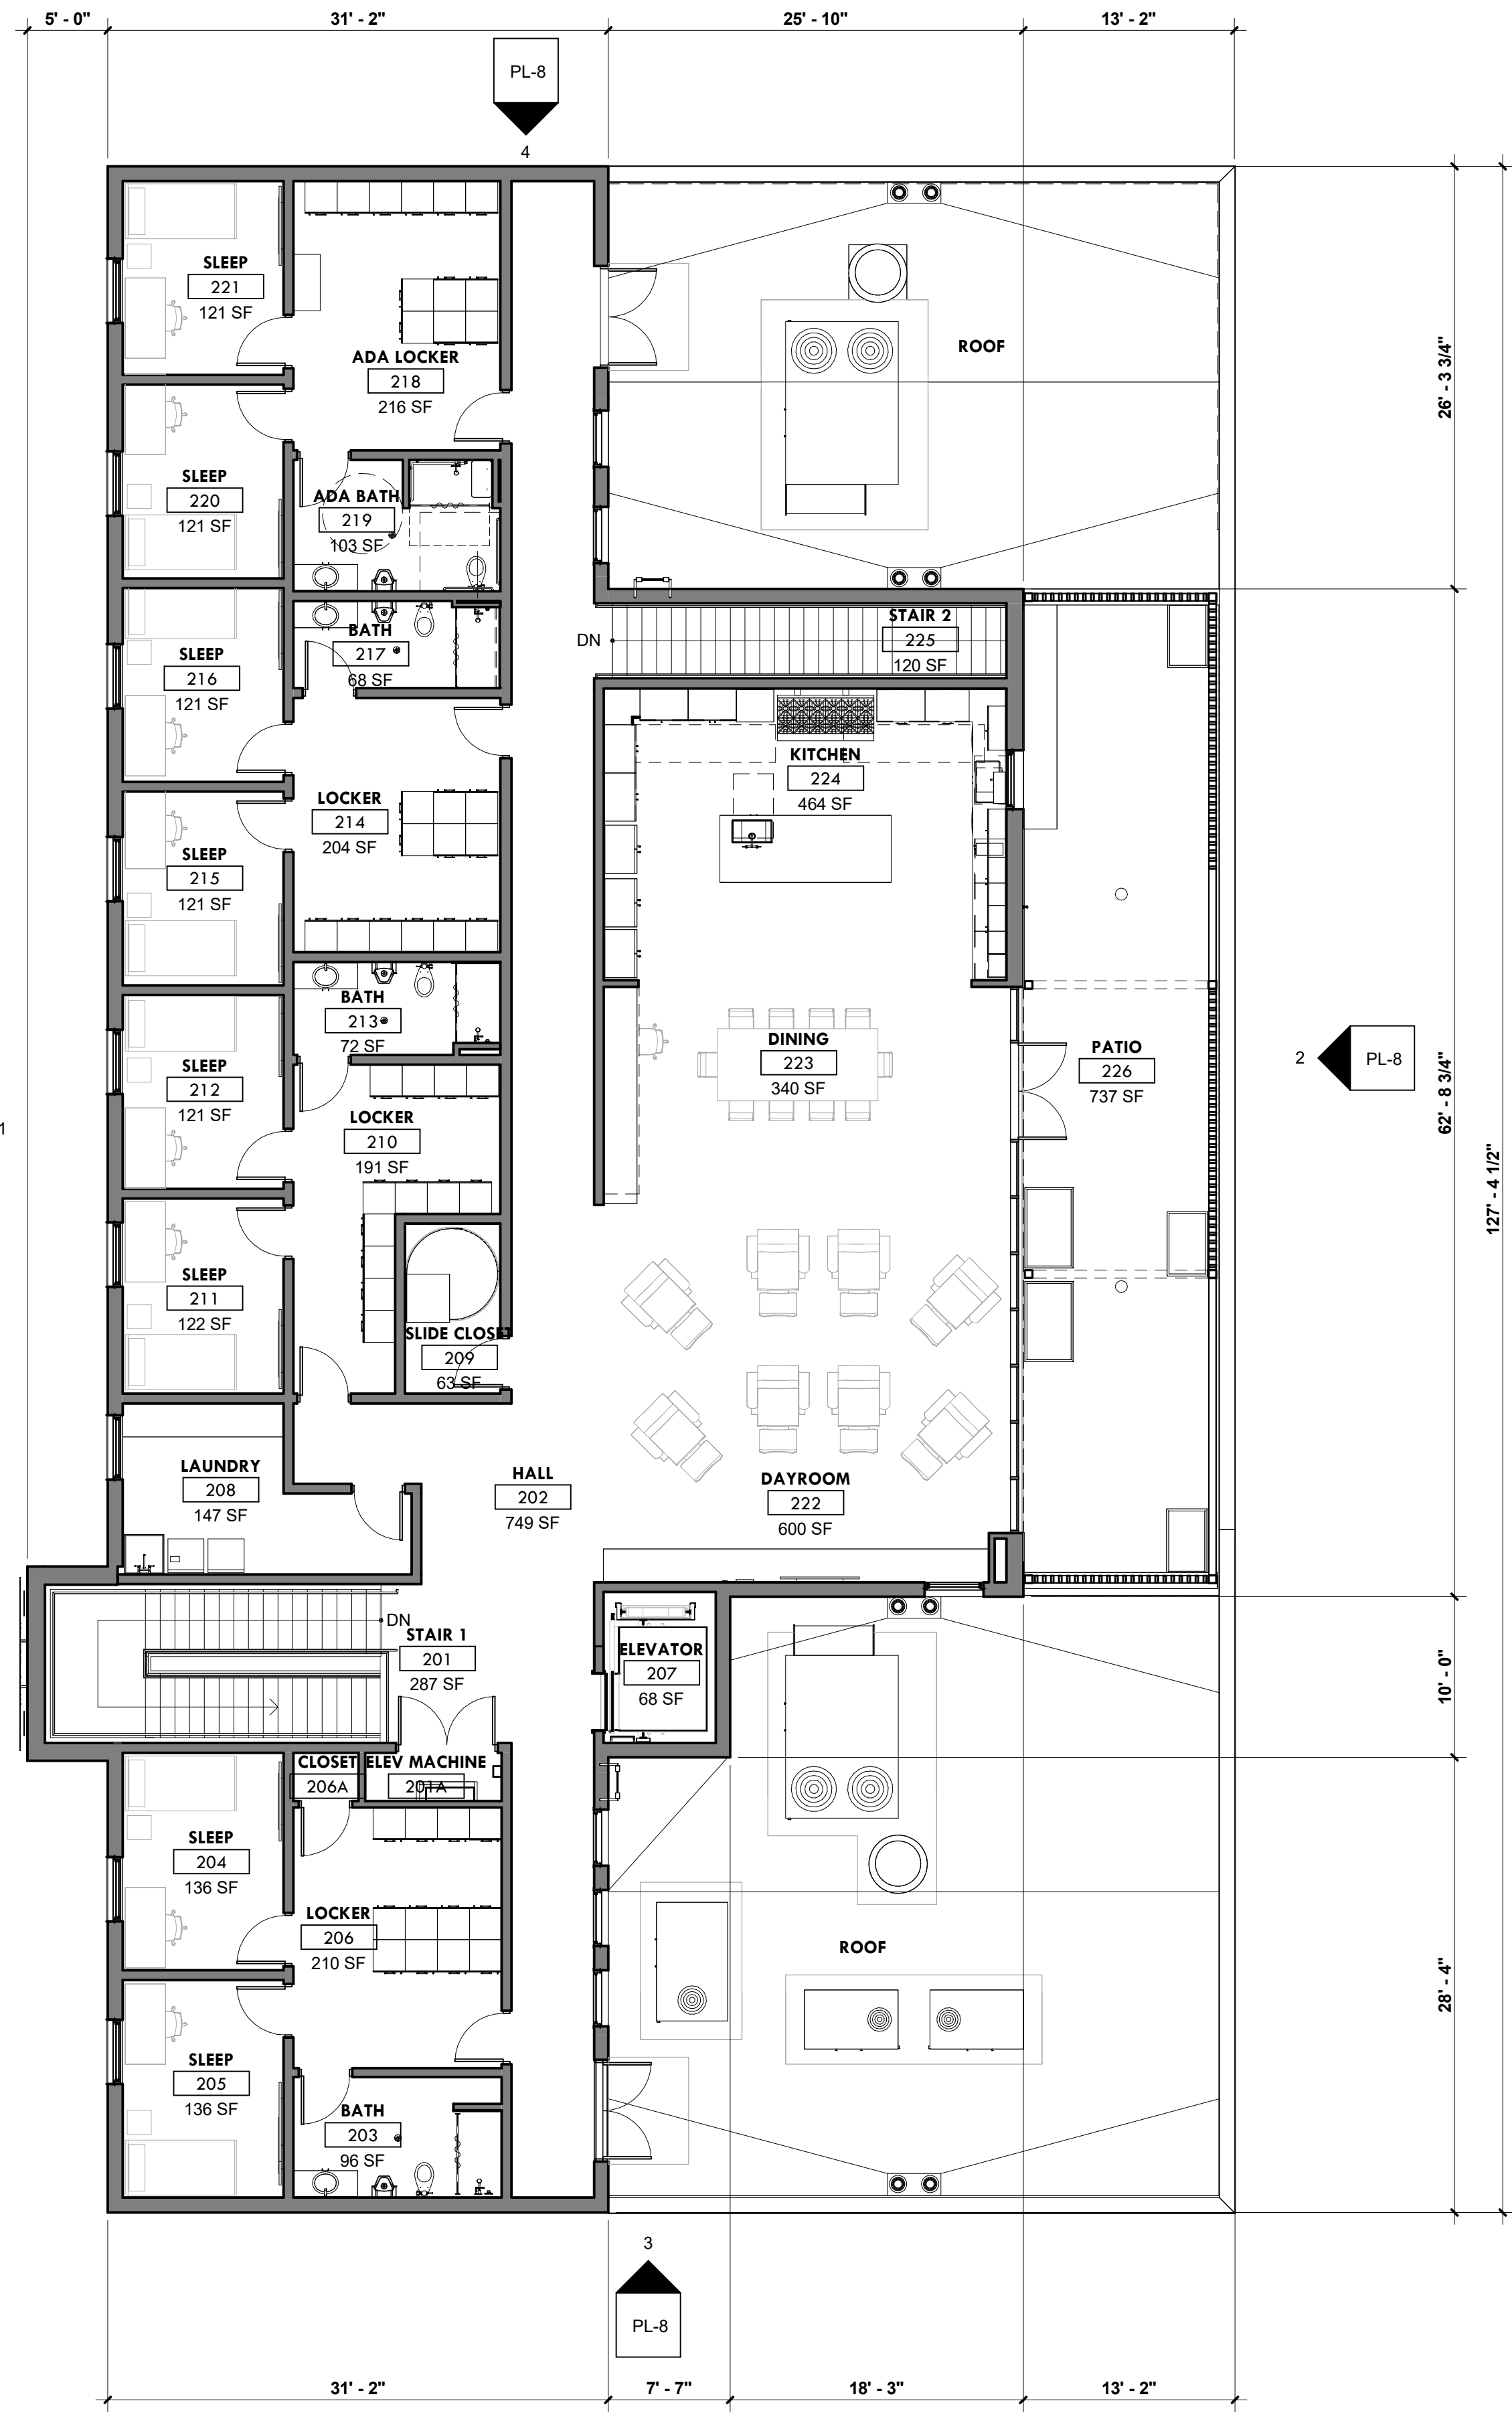 5' - 0"
31' - 2"
25' - 10"
13' - 2"
PL-8
4
SLEEP
221
121 SF
ADA LOCKER
218
216 SF
ROOF
26' - 3 3/4"
SLEEP
220
121 SF
ADA BATH
219
103 SF
BATH
217
68 SF
DN
STAIR 2
225
120 SF
SLEEP
216
121 SF
KITCHEN
224
464 SF
LOCKER
214
204 SF
SLEEP
215
121 SF
BATH
213
72 SF
DINING
223
340 SF
PATIO
226
737 SF
2
PL-8
62' - 8 3/4"
127' - 4 1/2"
SLEEP
212
121 SF
1
LOCKER
210
191 SF
SLEEP
211
122 SF
SLIDE CLOSET
209
63 SF
LAUNDRY
208
147 SF
HALL
202
749 SF
DAYROOM
222
600 SF
DN
STAIR 1
201
287 SF
ELEVATOR
207
68 SF
10' - 0"
CLOSET
206A
ELEV MACHINE
201A
SLEEP
204
136 SF
LOCKER
206
210 SF
ROOF
28' - 4"
SLEEP
205
136 SF
BATH
203
96 SF
3
PL-8
31' - 2"
7' - 7"
18' - 3"
13' - 2"